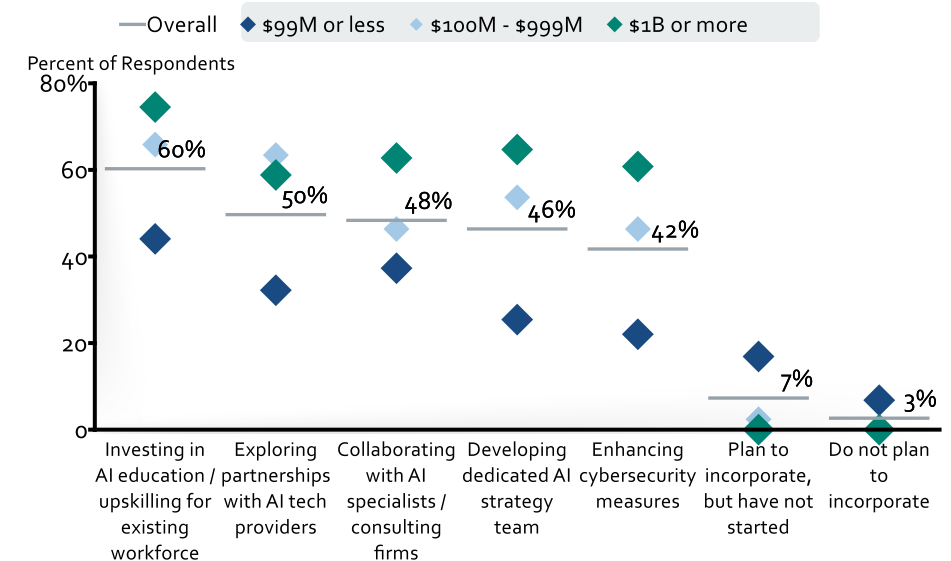 Overall $99M or less $100M - $999M $1B or more
Percent of Respondents
80%
60
40
20
0
60%
50%
48%
46%
42%
7%
3%
Investing in
AI education /
upskilling for
existing
workforce
Exploring
partnerships
with AI tech
providers
Collaborating
with AI
specialists /
consulting
firms
Developing
dedicated AI
strategy
team
Enhancing
cybersecurity
measures
Plan to
incorporate,
but have not
started
Do not plan
to
incorporate